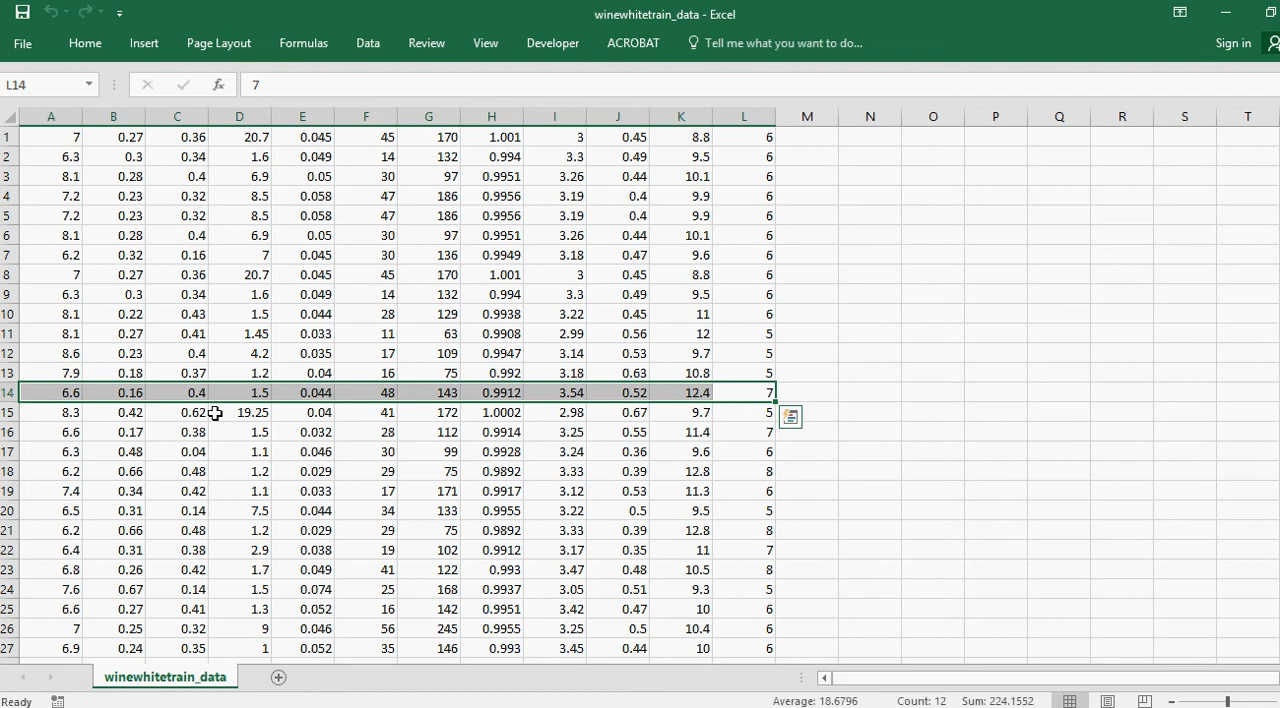 winewhitetrain_data - Excel
File Home Insert Page Layout Formulas Data Review View Developer ACROBAT Tell me what you want to do... Sign in
L14 fx 7
A B C D E F G H I J K L M N O P Q R S T
1 7 0.27 0.36 20.7 0.045 45 170 1.001 3 0.45 8.8 6
2 6.3 0.3 0.34 1.6 0.049 14 132 0.994 3.3 0.49 9.5 6
3 8.1 0.28 0.4 6.9 0.05 30 97 0.9951 3.26 0.44 10.1 6
4 7.2 0.23 0.32 8.5 0.058 47 186 0.9956 3.19 0.4 9.9 6
5 7.2 0.23 0.32 8.5 0.058 47 186 0.9956 3.19 0.4 9.9 6
6 8.1 0.28 0.4 6.9 0.05 30 97 0.9951 3.26 0.44 10.1 6
7 6.2 0.32 0.16 7 0.045 30 136 0.9949 3.18 0.47 9.6 6
8 7 0.27 0.36 20.7 0.045 45 170 1.001 3 0.45 8.8 6
9 6.3 0.3 0.34 1.6 0.049 14 132 0.994 3.3 0.49 9.5 6
10 8.1 0.22 0.43 1.5 0.044 28 129 0.9938 3.22 0.45 11 6
11 8.1 0.27 0.41 1.45 0.033 11 63 0.9908 2.99 0.56 12 5
12 8.6 0.23 0.4 4.2 0.035 17 109 0.9947 3.14 0.53 9.7 5
13 7.9 0.18 0.37 1.2 0.04 16 75 0.992 3.18 0.63 10.8 5
14 6.6 0.16 0.4 1.5 0.044 48 143 0.9912 3.54 0.52 12.4 7
15 8.3 0.42 0.62 19.25 0.04 41 172 1.0002 2.98 0.67 9.7 5
16 6.6 0.17 0.38 1.5 0.032 28 112 0.9914 3.25 0.55 11.4 7
17 6.3 0.48 0.04 1.1 0.046 30 99 0.9928 3.24 0.36 9.6 6
18 6.2 0.66 0.48 1.2 0.029 29 75 0.9892 3.33 0.39 12.8 8
19 7.4 0.34 0.42 1.1 0.033 17 171 0.9917 3.12 0.53 11.3 6
20 6.5 0.31 0.14 7.5 0.044 34 133 0.9955 3.22 0.5 9.5 5
21 6.2 0.66 0.48 1.2 0.029 29 75 0.9892 3.33 0.39 12.8 8
22 6.4 0.31 0.38 2.9 0.038 19 102 0.9912 3.17 0.35 11 7
23 6.8 0.26 0.42 1.7 0.049 41 122 0.993 3.47 0.48 10.5 8
24 7.6 0.67 0.14 1.5 0.074 25 168 0.9937 3.05 0.51 9.3 5
25 6.6 0.27 0.41 1.3 0.052 16 142 0.9951 3.42 0.47 10 6
26 7 0.25 0.32 9 0.046 56 245 0.9955 3.25 0.5 10.4 6
27 6.9 0.24 0.35 1 0.052 35 146 0.993 3.45 0.44 10 6
winewhitetrain_data
Ready Average: 18.6796 Count: 12 Sum: 224.1552